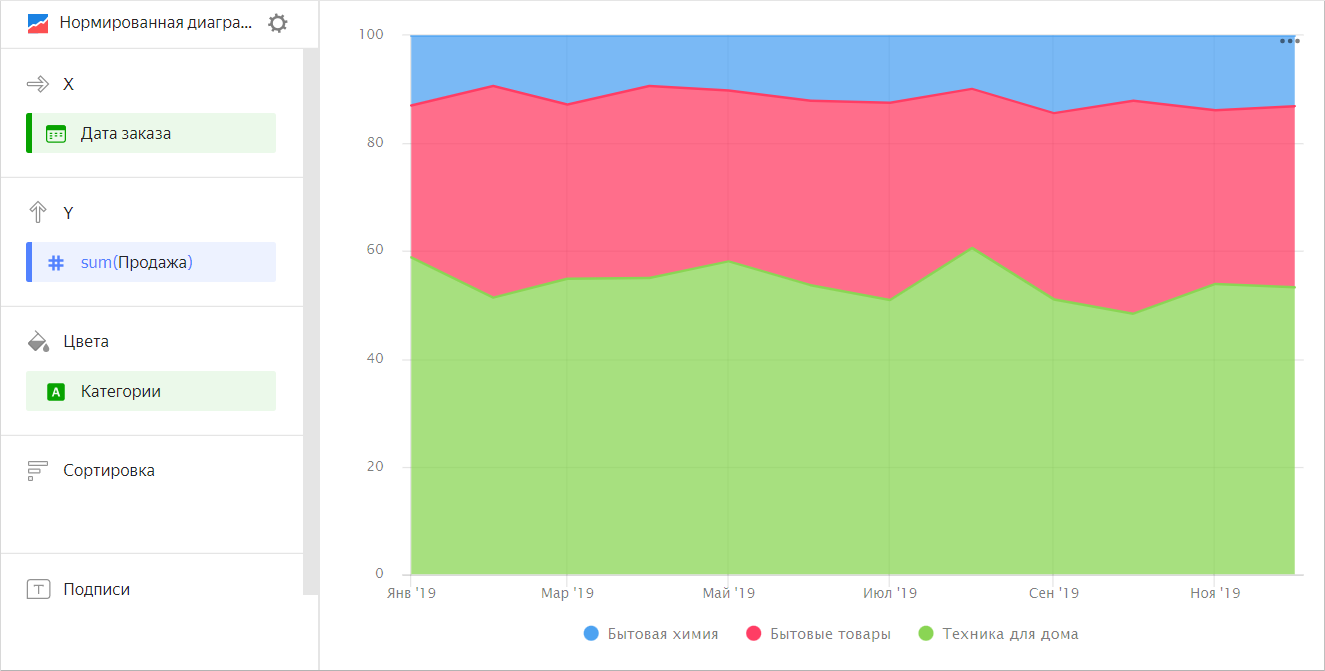 Нормированная диагра...
X
Дата заказа
Y
sum(Продажа)
Цвета
A Категории
Сортировка
T Подписи
100
80
60
40
20
0
Янв '19 Мар '19 Май '19 Июл '19 Сен '19 Ноя '19
Бытовая химия Бытовые товары Техника для дома